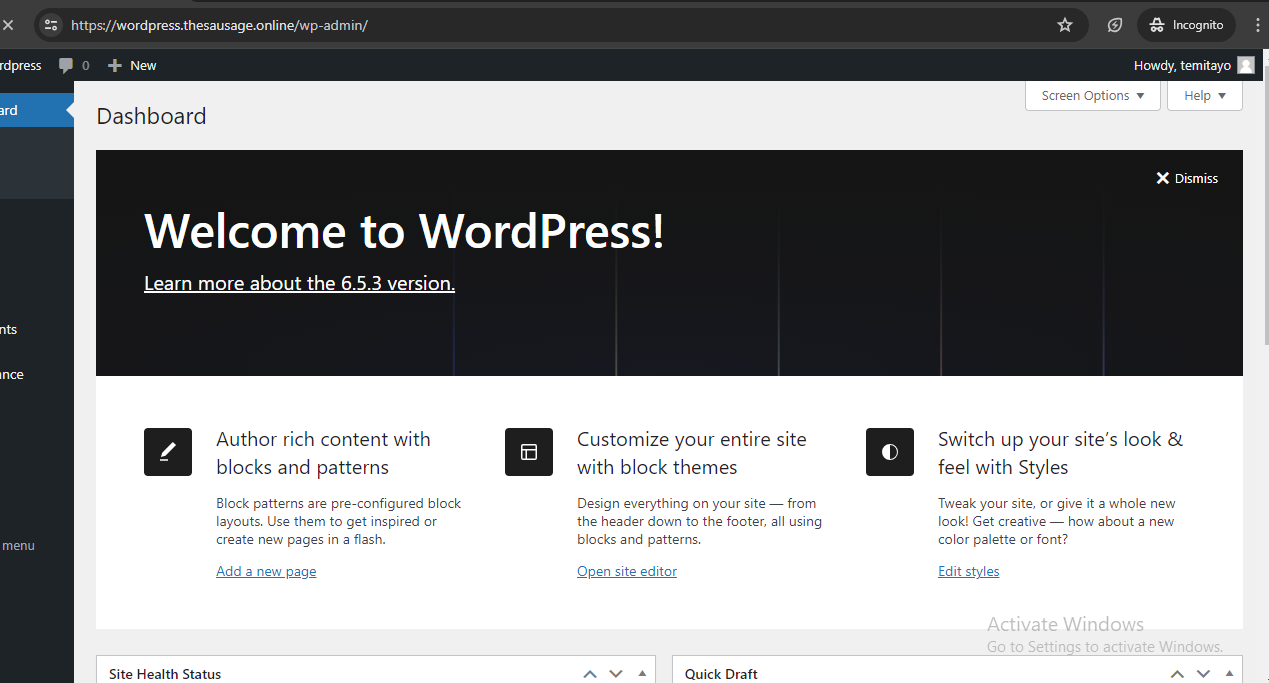 https://wordpress.thesausage.online/wp-admin/
Incognito
rdpress
0
New
Howdy, temitayo
ard
Screen Options
Help
Dashboard
Dismiss
Welcome to WordPress!
Learn more about the 6.5.3 version.
nts
ance
menu
Author rich content with
blocks and patterns
Block patterns are pre-configured block
layouts. Use them to get inspired or
create new pages in a flash.
Add a new page
Customize your entire site
with block themes
Design everything on your site — from
the header down to the footer, all using
blocks and patterns.
Open site editor
Switch up your site’s look &
feel with Styles
Tweak your site, or give it a whole new
look! Get creative — how about a new
color palette or font?
Edit styles
Activate Windows
Go to Settings to activate Windows.
Site Health Status
Quick Draft